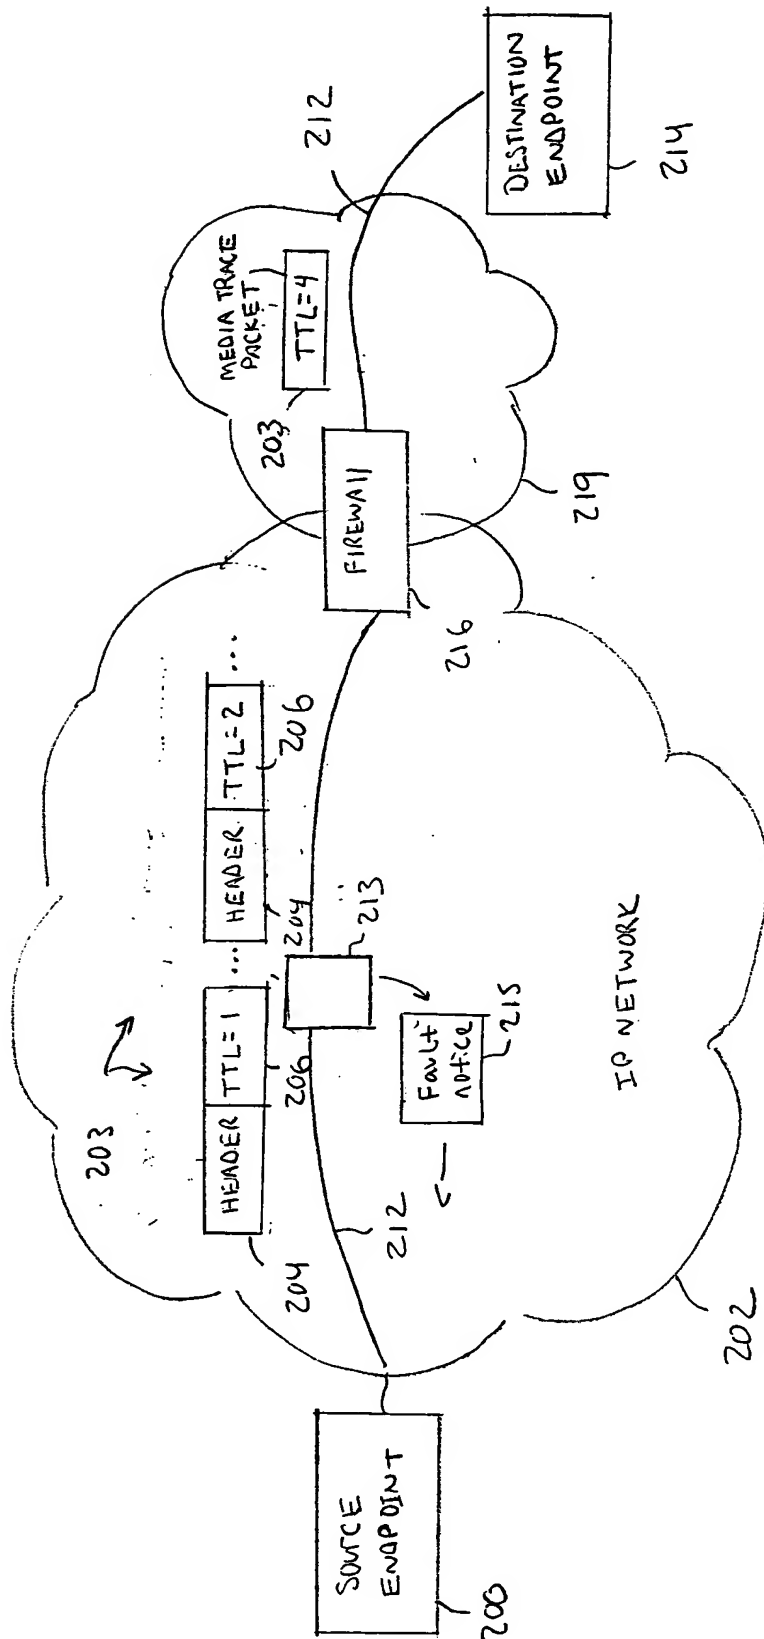 203
HEADER TTL=1 ...
204
206
HEADER TTL=2 ...
204
206
MEDIA TRACE
PACKET
TTL=4
203
213
212
212
FIREWALL
216
Fault
notice
215
SOURCE
ENDPOINT
200
DESTINATION
ENDPOINT
214
219
IP NETWORK
202